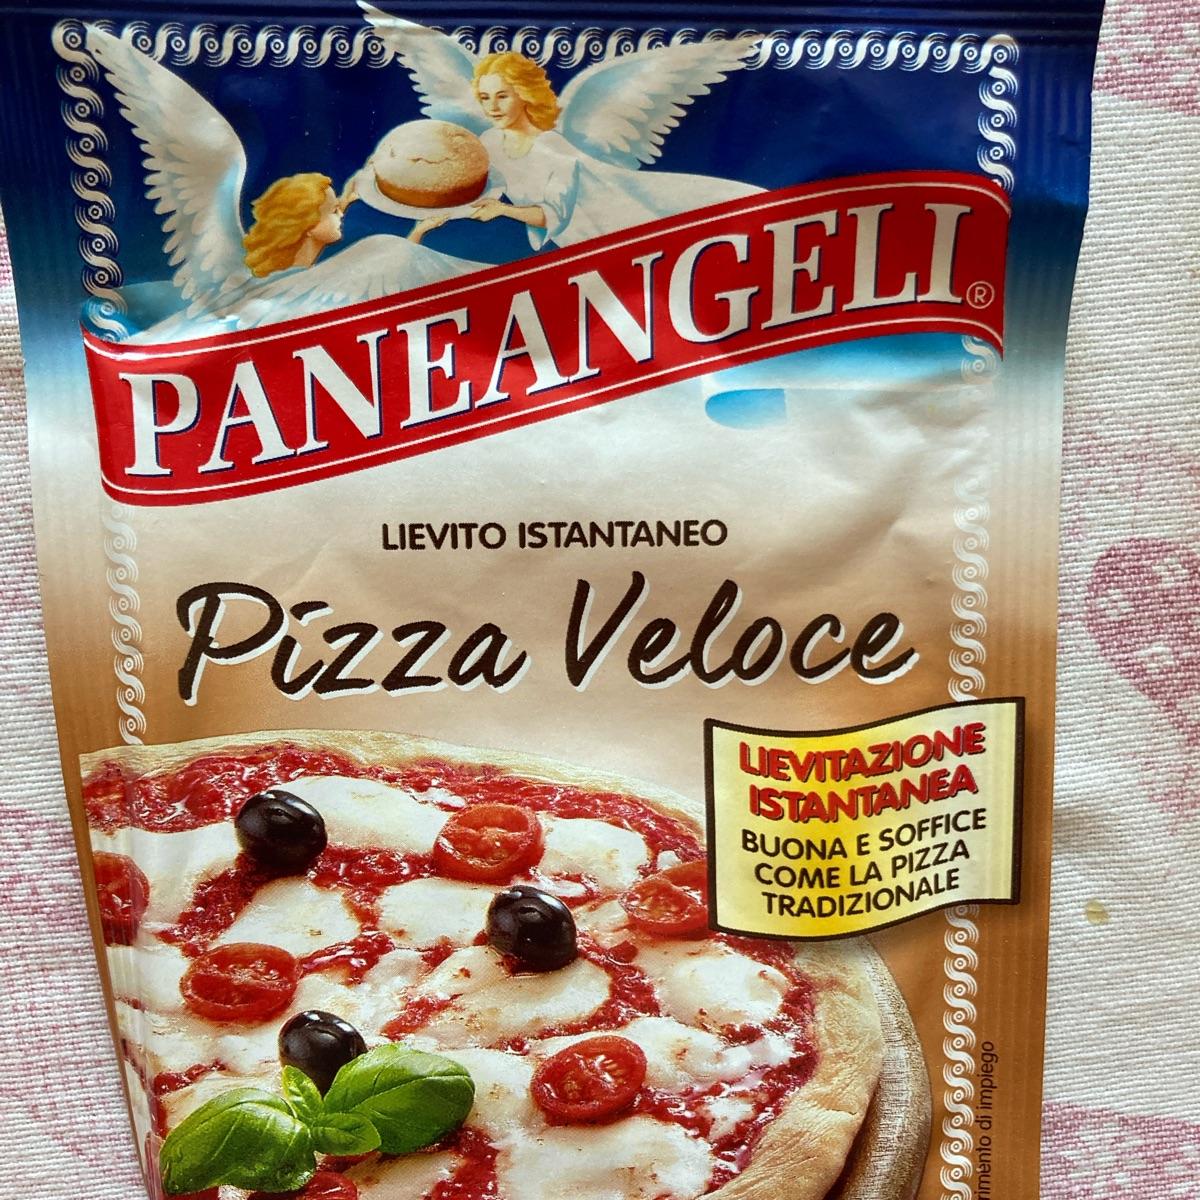 PANEANGELI®
LIEVITO ISTANTANEO
Pizza Veloce
LIEVITAZIONE
ISTANTANEA
BUONA E SOFFICE
COME LA PIZZA
TRADIZIONALE
di impiego